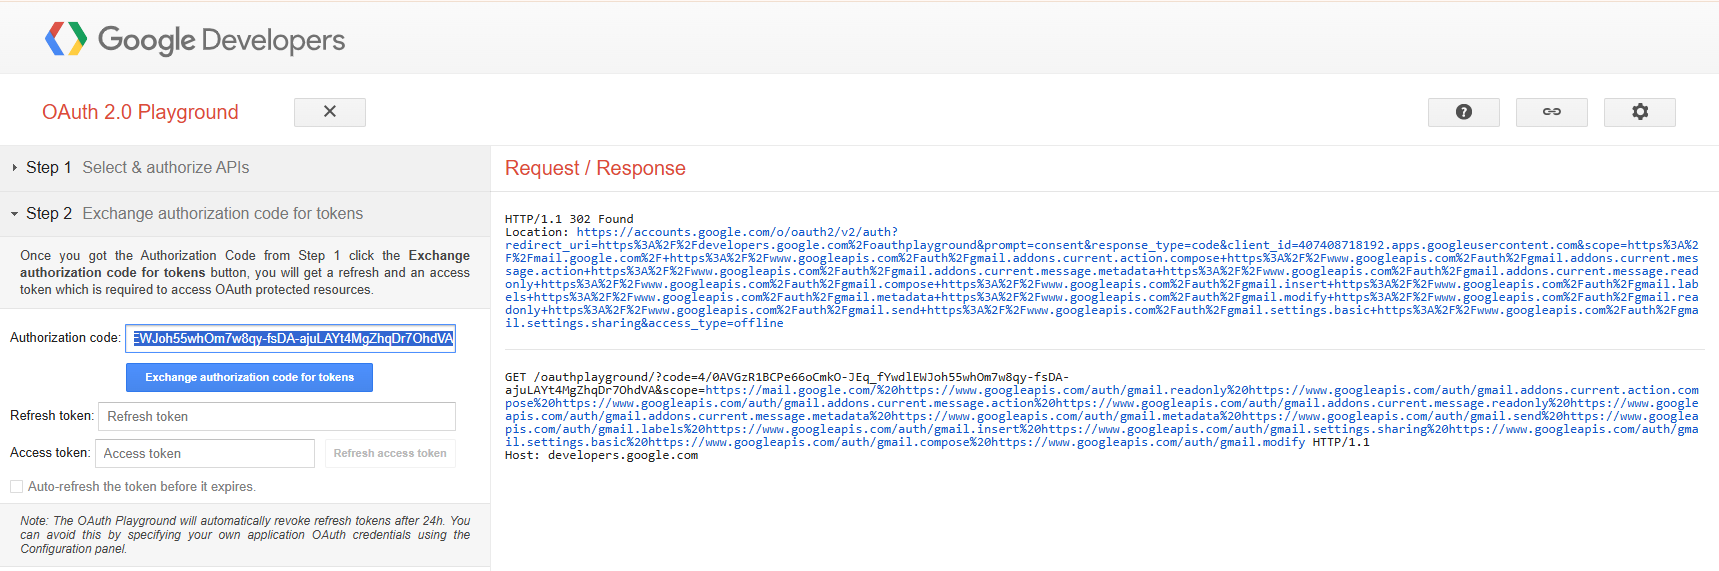 Google Developers
OAuth 2.0 Playground
Step 1 Select & authorize APIs
Step 2 Exchange authorization code for tokens
Once you got the Authorization Code from Step 1 click the Exchange
authorization code for tokens button, you will get a refresh and an access
token which is required to access OAuth protected resources.
Authorization code: EWJoh55whOm7w8qy-fsDA-ajuLAYt4MgZhqDr7OhdVA
Exchange authorization code for tokens
Refresh token: Refresh token
Access token: Access token Refresh access token
Auto-refresh the token before it expires.
Note: The OAuth Playground will automatically revoke refresh tokens after 24h. You
can avoid this by specifying your own application OAuth credentials using the
Configuration panel.
Request / Response
HTTP/1.1 302 Found
Location: https://accounts.google.com/o/oauth2/v2/auth?
redirect_uri=https%3A%2F%2Fdevelopers.google.com%2Foauthplayground&prompt=consent&response_type=code&client_id=407408718192.apps.googleusercontent.com&scope=https%3A%2
F%2Fmail.google.com%2F+https%3A%2F%2Fwww.googleapis.com%2Fauth%2Fgmail.addons.current.action.compose+https%3A%2F%2Fwww.googleapis.com%2Fauth%2Fgmail.addons.current.mes
sage.action+https%3A%2F%2Fwww.googleapis.com%2Fauth%2Fgmail.addons.current.message.metadata+https%3A%2F%2Fwww.googleapis.com%2Fauth%2Fgmail.addons.current.message.read
only+https%3A%2F%2Fwww.googleapis.com%2Fauth%2Fgmail.compose+https%3A%2F%2Fwww.googleapis.com%2Fauth%2Fgmail.insert+https%3A%2F%2Fwww.googleapis.com%2Fauth%2Fgmail.lab
els+https%3A%2F%2Fwww.googleapis.com%2Fauth%2Fgmail.metadata+https%3A%2F%2Fwww.googleapis.com%2Fauth%2Fgmail.modify+https%3A%2F%2Fwww.googleapis.com%2Fauth%2Fgmail.rea
donly+https%3A%2F%2Fwww.googleapis.com%2Fauth%2Fgmail.send+https%3A%2F%2Fwww.googleapis.com%2Fauth%2Fgmail.settings.basic+https%3A%2F%2Fwww.googleapis.com%2Fauth%2Fgma
il.settings.sharing&access_type=offline
GET /oauthplayground/?code=4/0AVGzR1BCPe66oCmkO-JEq_fYwdlEWJoh55whOm7w8qy-fsDA-
ajuLAYt4MgZhqDr7OhdVA&scope=https://mail.google.com/%20https://www.googleapis.com/auth/gmail.readonly%20https://www.googleapis.com/auth/gmail.addons.current.action.com
pose%20https://www.googleapis.com/auth/gmail.addons.current.message.action%20https://www.googleapis.com/auth/gmail.addons.current.message.readonly%20https://www.google
apis.com/auth/gmail.addons.current.message.metadata%20https://www.googleapis.com/auth/gmail.metadata%20https://www.googleapis.com/auth/gmail.send%20https://www.googlea
pis.com/auth/gmail.labels%20https://www.googleapis.com/auth/gmail.insert%20https://www.googleapis.com/auth/gmail.settings.sharing%20https://www.googleapis.com/auth/gma
il.settings.basic%20https://www.googleapis.com/auth/gmail.compose%20https://www.googleapis.com/auth/gmail.modify HTTP/1.1
Host: developers.google.com